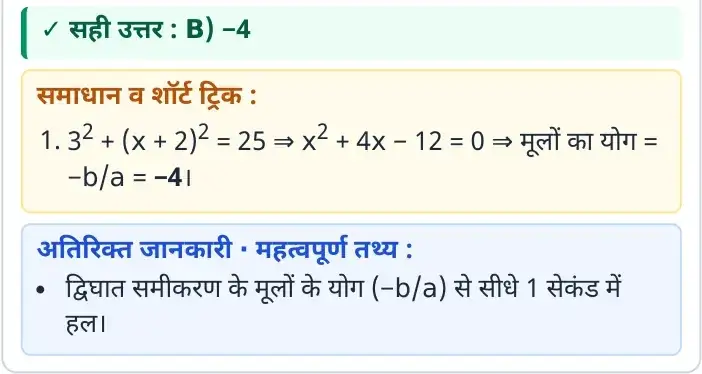 ✓ सही उत्तर : B) −4
समाधान व शॉर्ट ट्रिक :
1. 3² + (x + 2)² = 25 ⇒ x² + 4x − 12 = 0 ⇒ मूलों का योग =
−b/a = −4।
अतिरिक्त जानकारी · महत्वपूर्ण तथ्य :
• द्विघात समीकरण के मूलों के योग (−b/a) से सीधे 1 सेकंड में
हल।